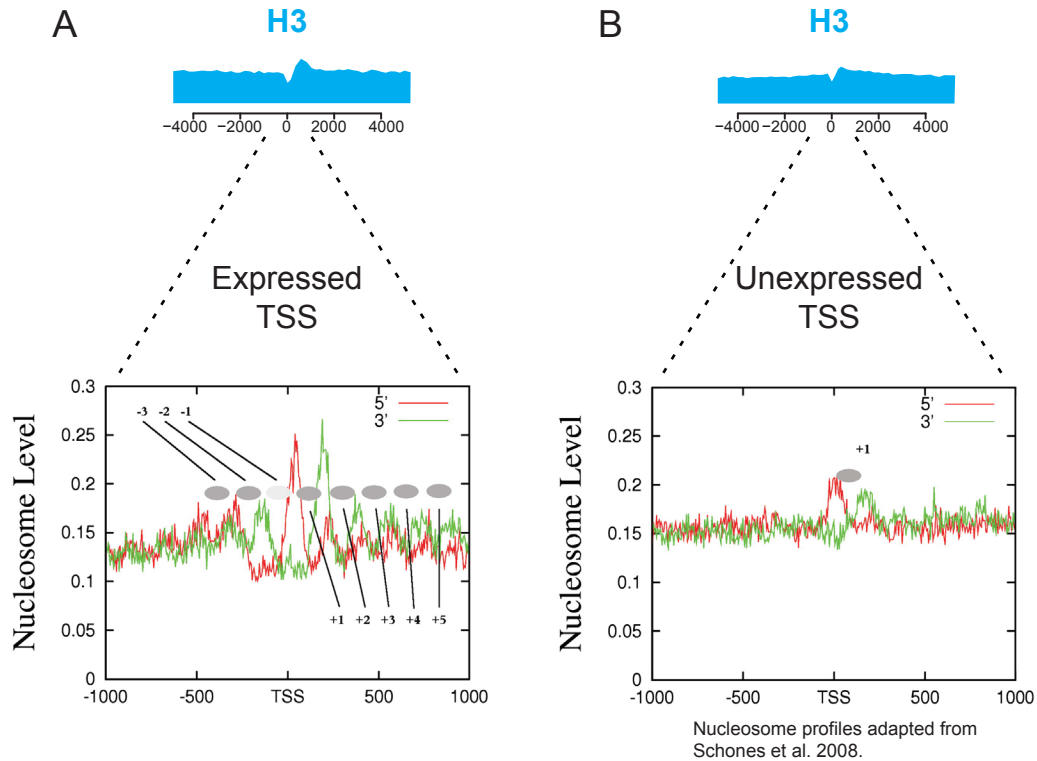 A
H3
−4000 −2000 0 2000 4000
Expressed
TSS
Nucleosome Level
0.3
0.25
0.2
0.15
0.1
0.05
0
-3
-2
-1
5'
3'
+1 +2 +3 +4 +5
-1000 -500 TSS 500 1000
B
H3
−4000 −2000 0 2000 4000
Unexpressed
TSS
Nucleosome Level
0.3
0.25
0.2
0.15
0.1
0.05
0
5'
3'
+1
-1000 -500 TSS 500 1000
Nucleosome profiles adapted from
Schones et al. 2008.